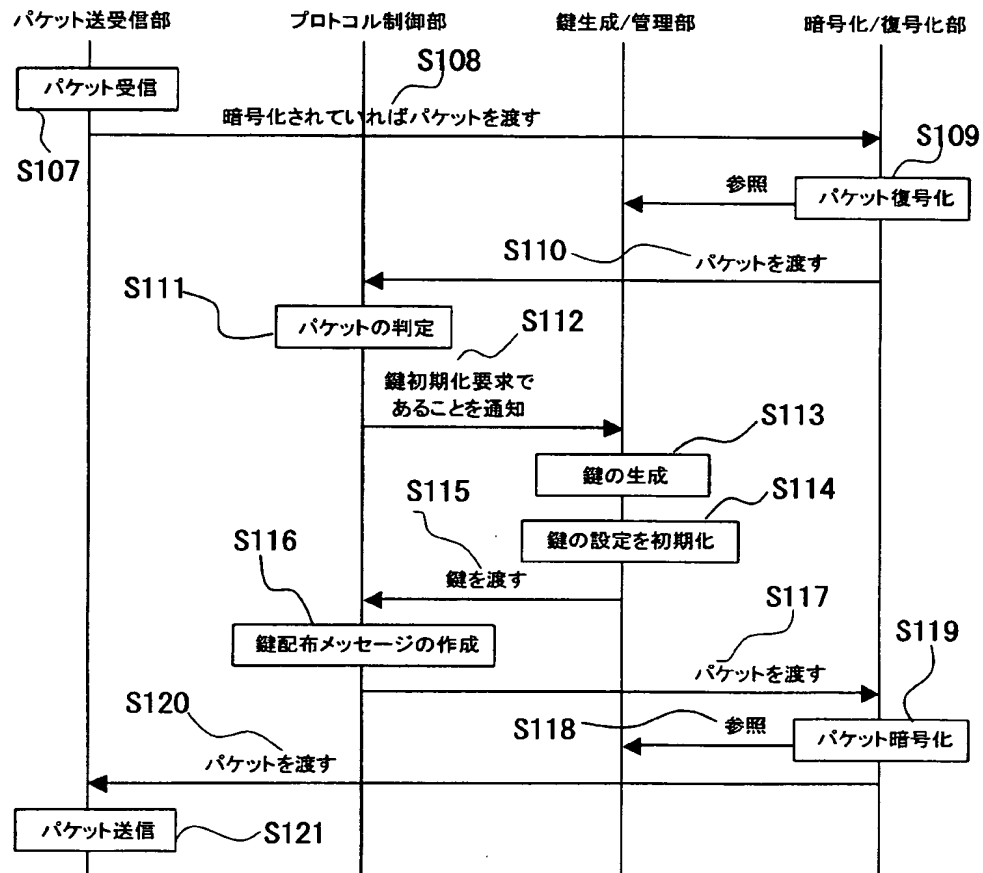 パケット送受信部
プロトコル制御部
鍵生成/管理部
暗号化/復号化部
S108
パケット受信
暗号化されていればパケットを渡す
S107
S109
参照
パケット復号化
S110
パケットを渡す
S111
パケットの判定
S112
鍵初期化要求で
あることを通知
S113
鍵の生成
S115
S114
鍵の設定を初期化
S116
鍵を渡す
S117
鍵配布メッセージの作成
S119
パケットを渡す
S120
S118
参照
パケット暗号化
パケットを渡す
パケット送信
S121